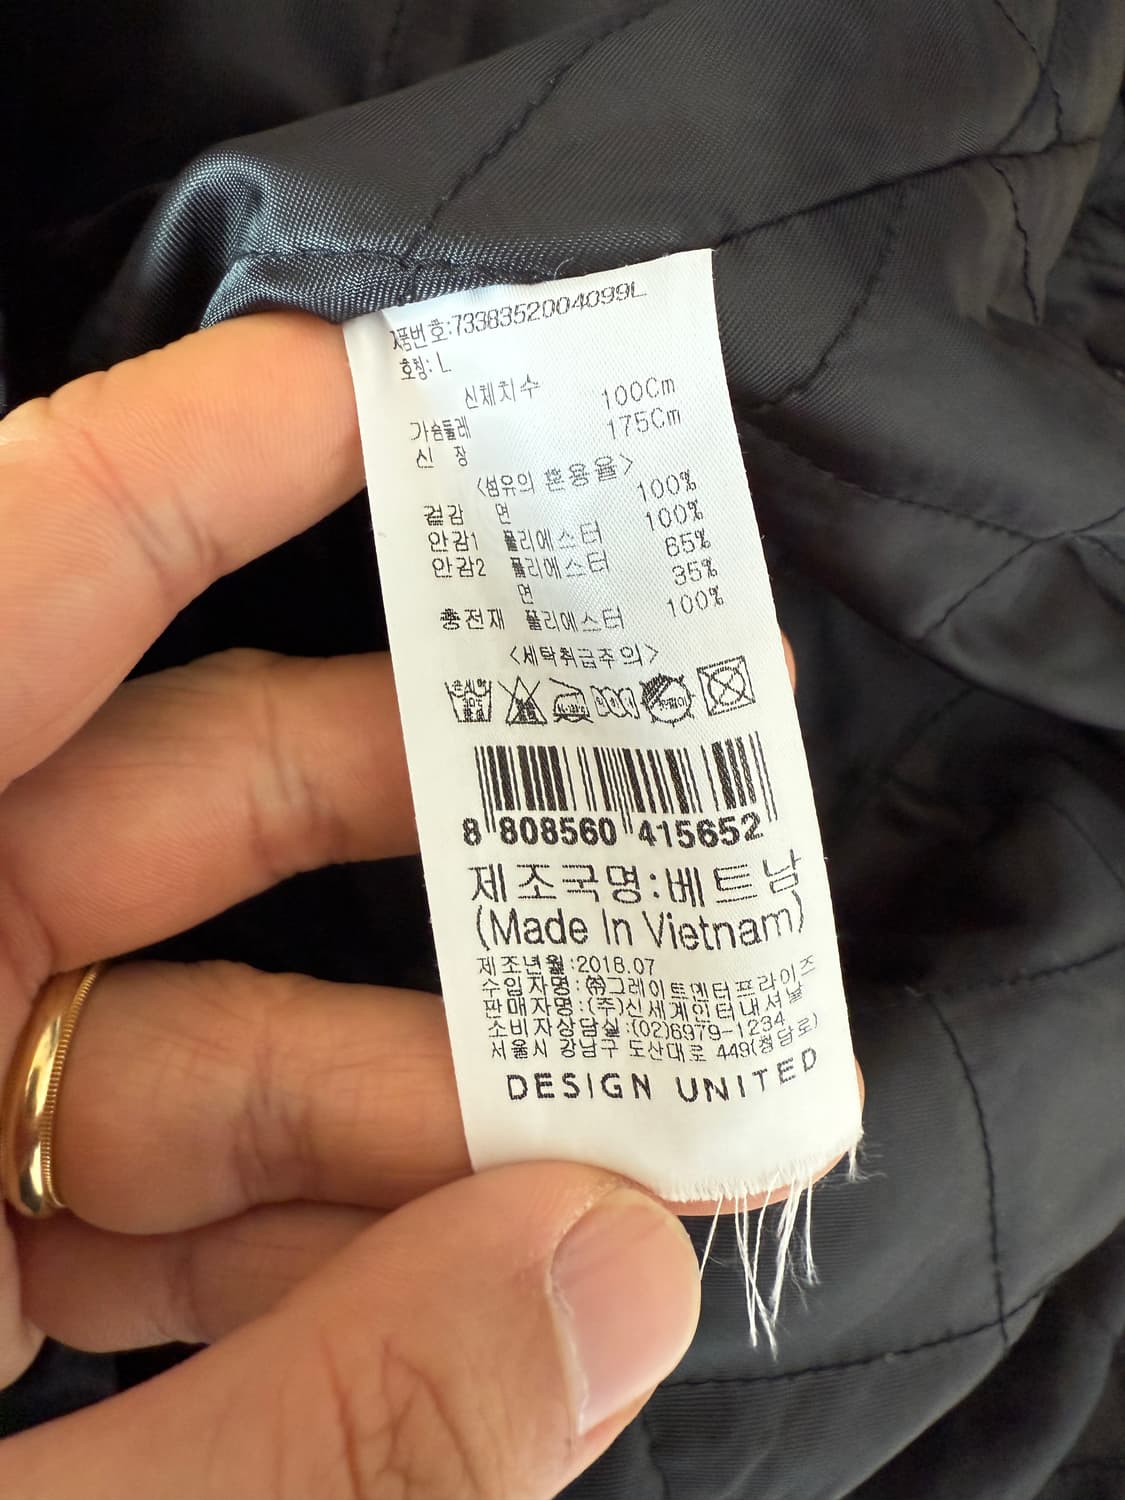 제품번호:7338352004099L
호칭: L
신체치수
가슴둘레 100Cm
신 장 175Cm
<섬유의 혼용율>
겉감 면 100%
안감1 폴리에스터 100%
안감2 폴리에스터 65%
면 35%
충전재 폴리에스터 100%
<세탁취급주의>
8 808560 415652
제조국명:베트남
(Made In Vietnam)
제조년월:2018.07
수입자명:㈜그레이트엔터프라이즈
판매자명:(주)신세계인터내셔날
소비자상담실:(02)6979-1234
서울시 강남구 도산대로 449(청담로)
DESIGN UNITED